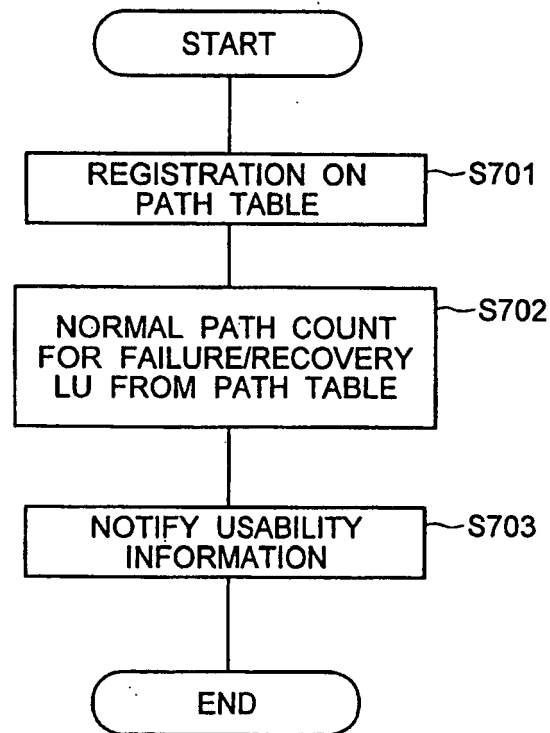 START
REGISTRATION ON
PATH TABLE
S701
NORMAL PATH COUNT
FOR FAILURE/RECOVERY
LU FROM PATH TABLE
S702
NOTIFY USABILITY
INFORMATION
S703
END